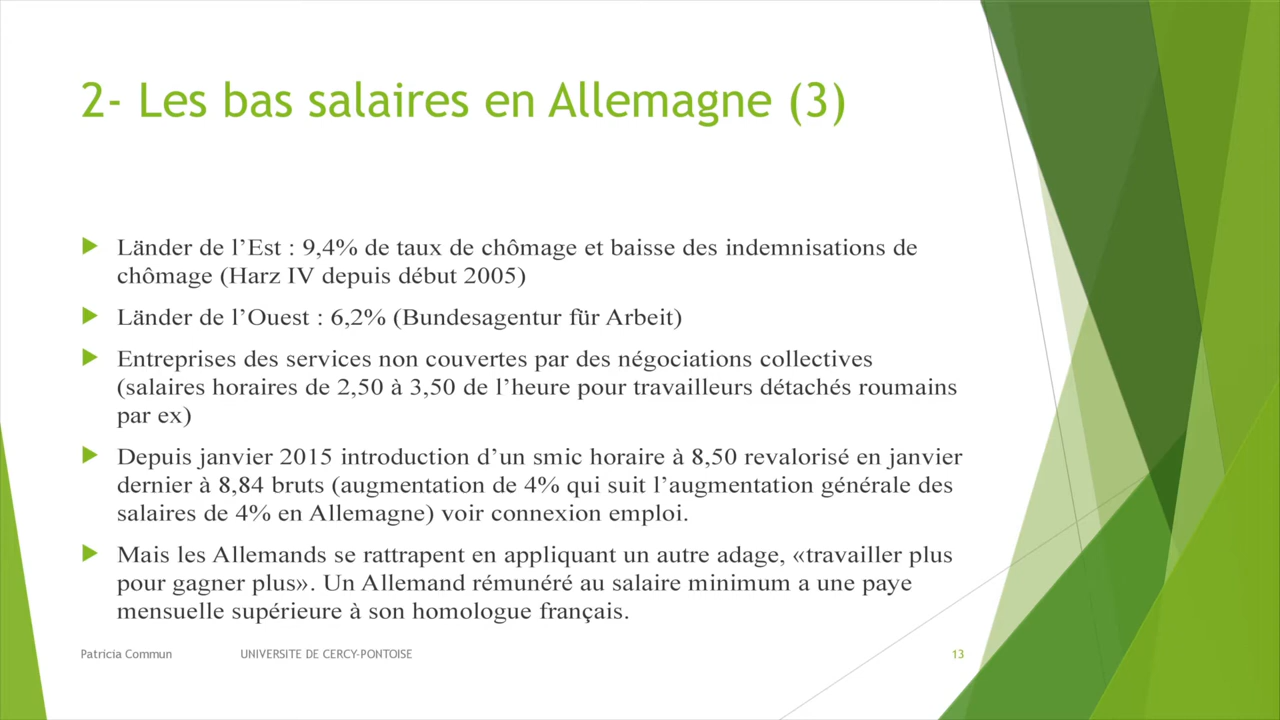 2- Les bas salaires en Allemagne (3)
Länder de l’Est : 9,4% de taux de chômage et baisse des indemnisations de
chômage (Harz IV depuis début 2005)
Länder de l’Ouest : 6,2% (Bundesagentur für Arbeit)
Entreprises des services non couvertes par des négociations collectives
(salaires horaires de 2,50 à 3,50 de l’heure pour travailleurs détachés roumains
par ex)
Depuis janvier 2015 introduction d’un smic horaire à 8,50 revalorisé en janvier
dernier à 8,84 bruts (augmentation de 4% qui suit l’augmentation générale des
salaires de 4% en Allemagne) voir connexion emploi.
Mais les Allemands se rattrapent en appliquant un autre adage, «travailler plus
pour gagner plus». Un Allemand rémunéré au salaire minimum a une paye
mensuelle supérieure à son homologue français.
Patricia Commun UNIVERSITE DE CERCY-PONTOISE 13